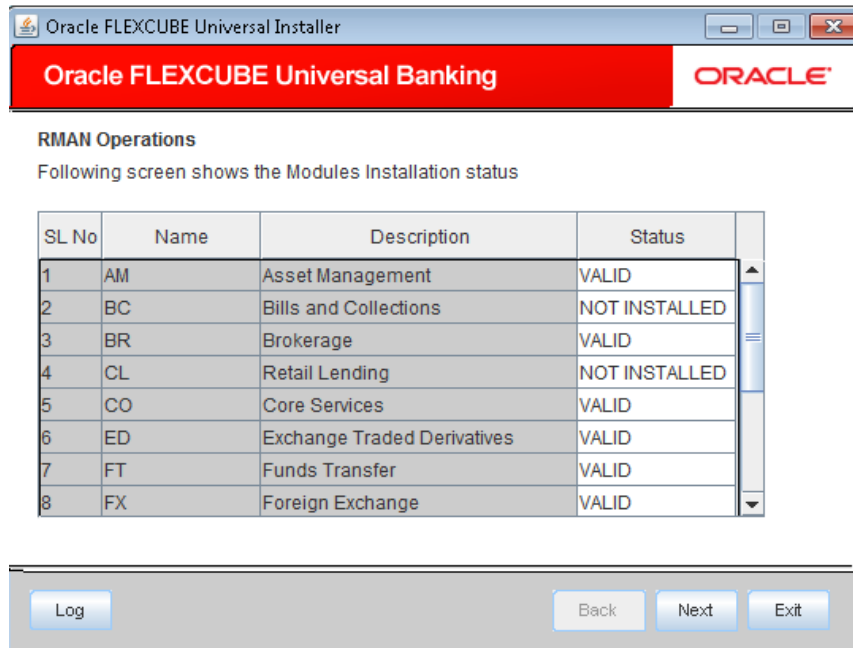 Oracle FLEXCUBE Universal Installer
Oracle FLEXCUBE Universal Banking
ORACLE
RMAN Operations
Following screen shows the Modules Installation status
SL No Name Description Status
1 AM Asset Management VALID
2 BC Bills and Collections NOT INSTALLED
3 BR Brokerage VALID
4 CL Retail Lending NOT INSTALLED
5 CO Core Services VALID
6 ED Exchange Traded Derivatives VALID
7 FT Funds Transfer VALID
8 FX Foreign Exchange VALID
Log Back Next Exit